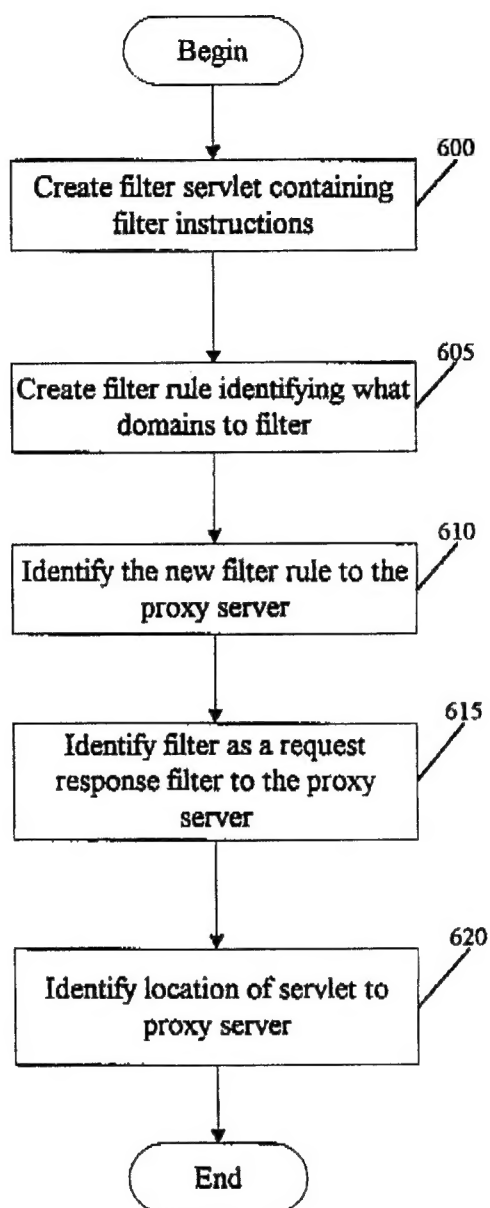 Begin
600
Create filter servlet containing
filter instructions
605
Create filter rule identifying what
domains to filter
610
Identify the new filter rule to the
proxy server
615
Identify filter as a request
response filter to the proxy
server
620
Identify location of servlet to
proxy server
End